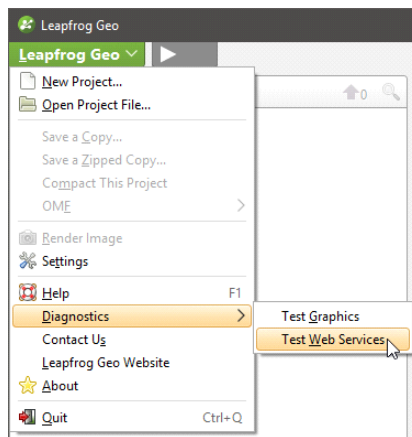 Leapfrog Geo
Leapfrog Geo
0
New Project...
Open Project File...
Save a Copy...
Save a Zipped Copy...
Compact This Project
OMF
Render Image
Settings
Help F1
Diagnostics
Test Graphics
Contact Us
Test Web Services
Leapfrog Geo Website
About
Quit Ctrl+Q